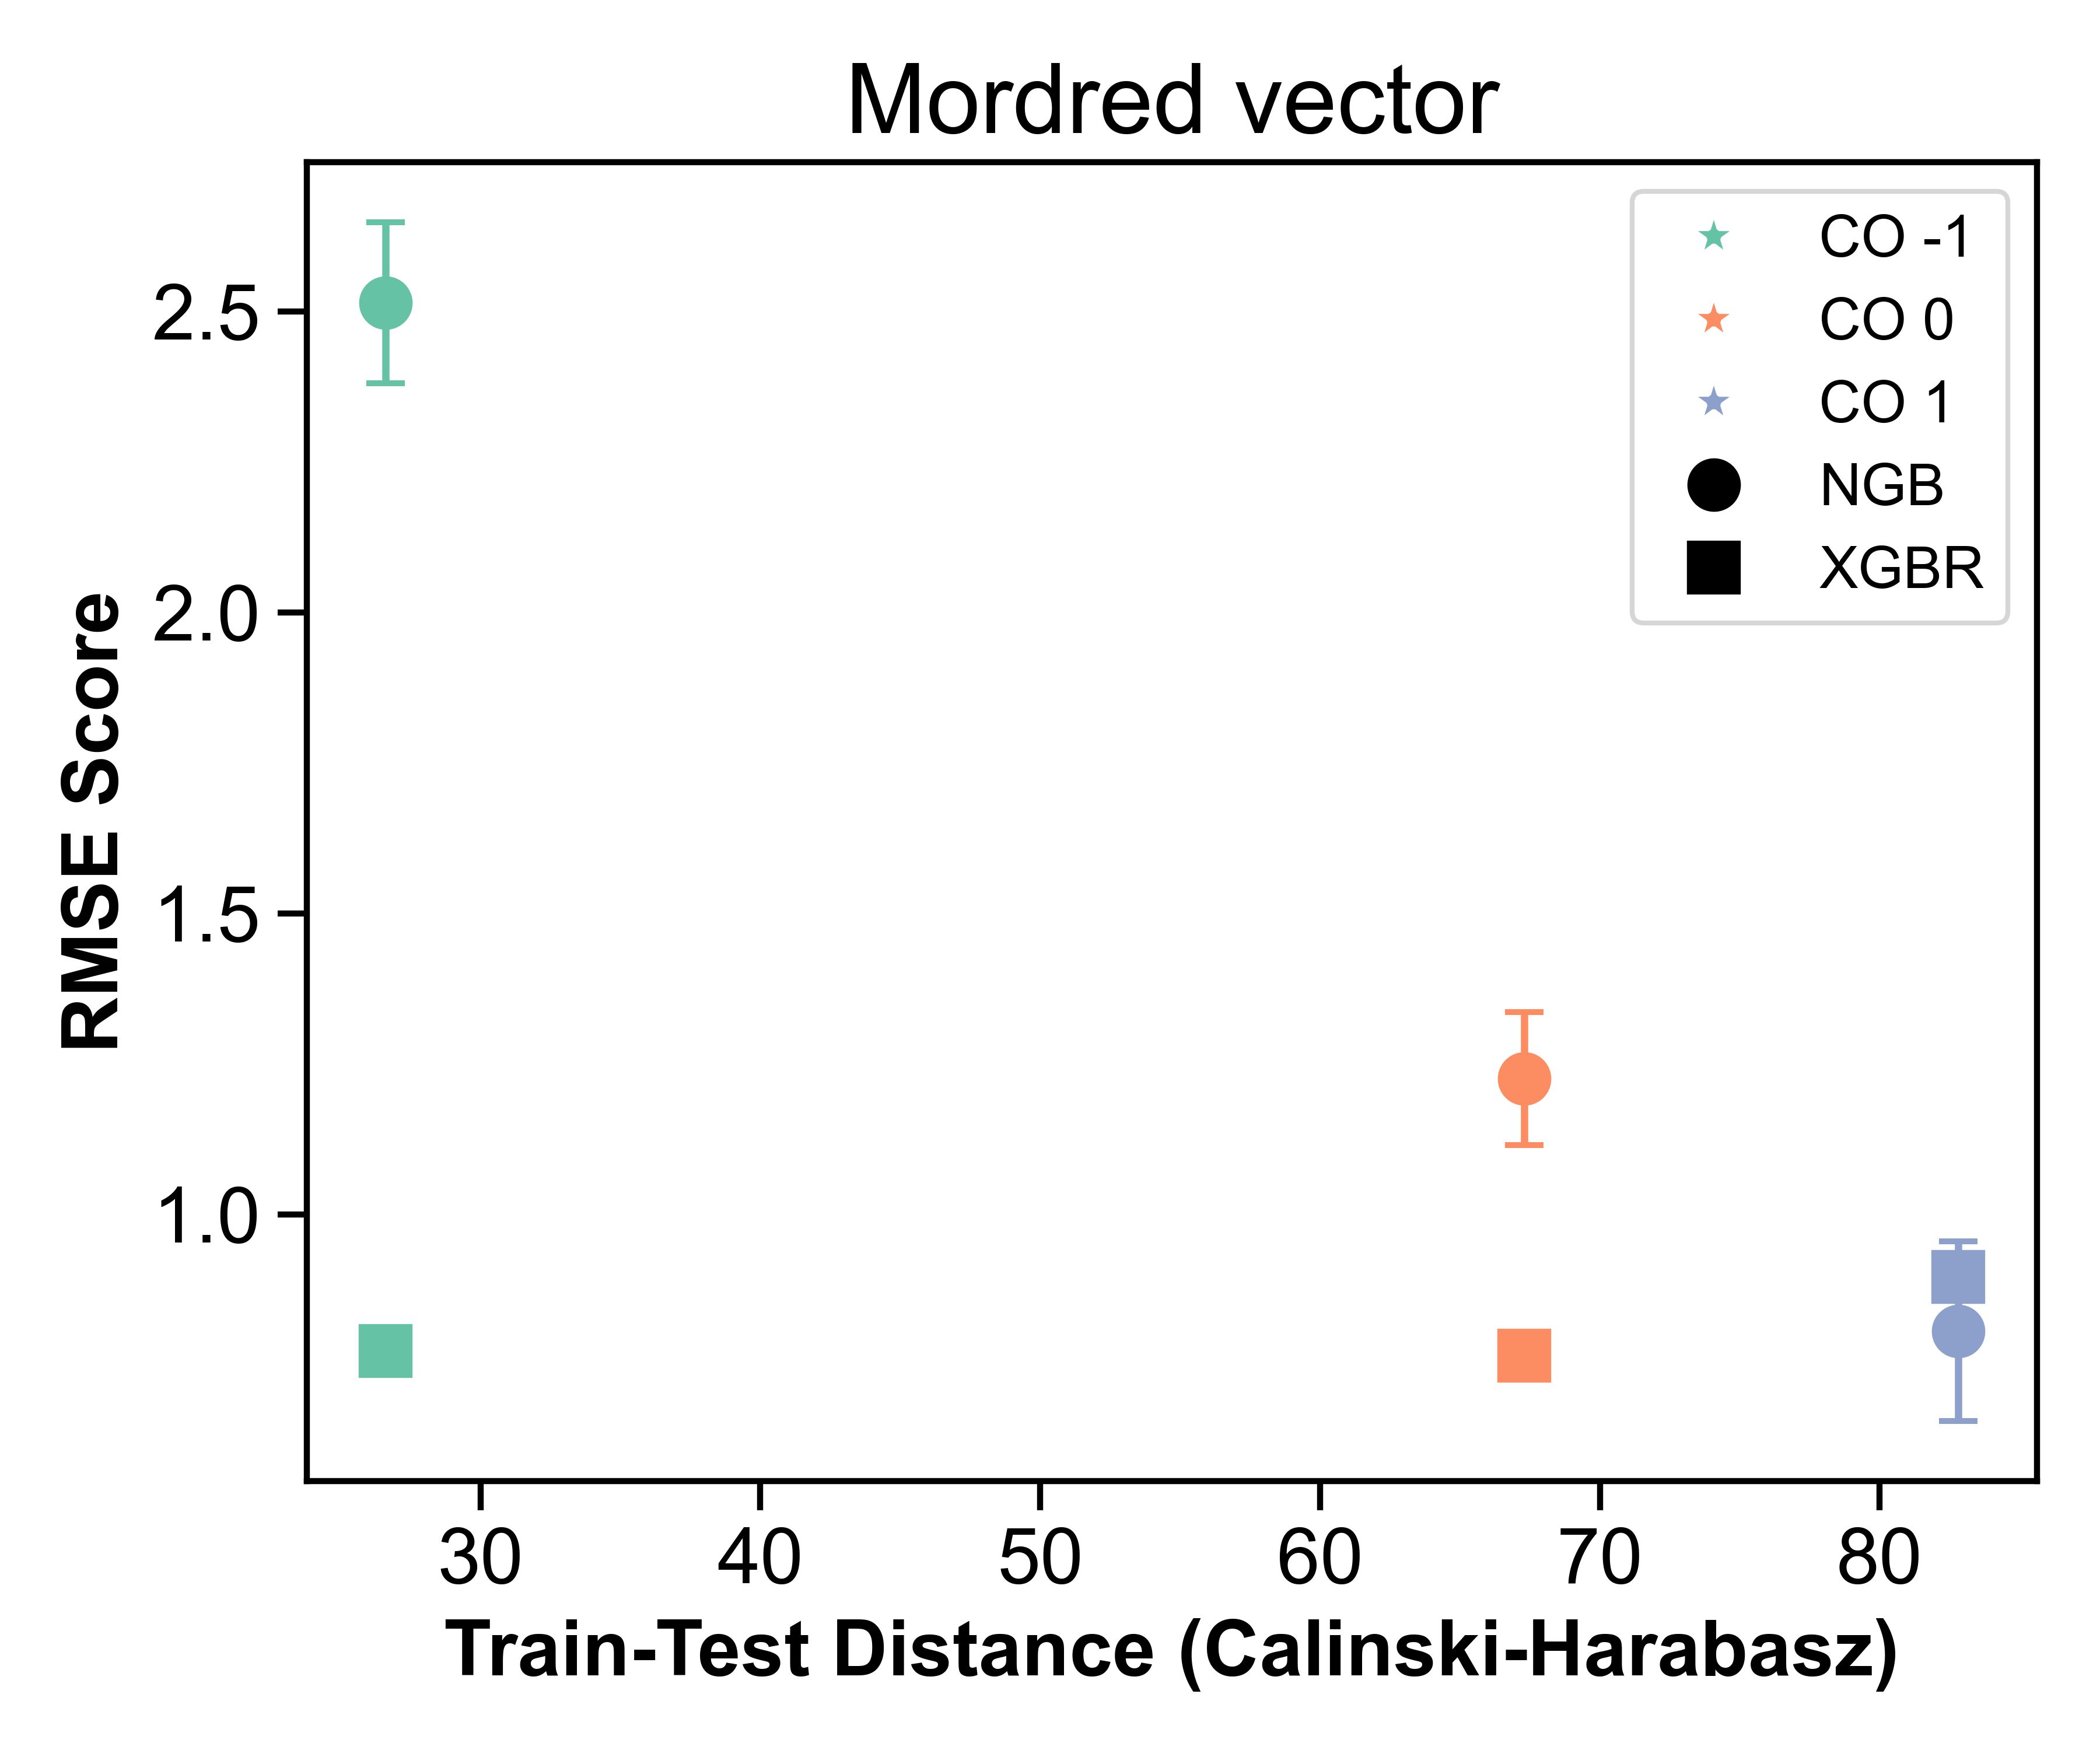 Mordred vector
CO -1
CO 0
CO 1
NGB
XGBR
RMSE Score
2.5
2.0
1.5
1.0
30 40 50 60 70 80
Train-Test Distance (Calinski-Harabasz)